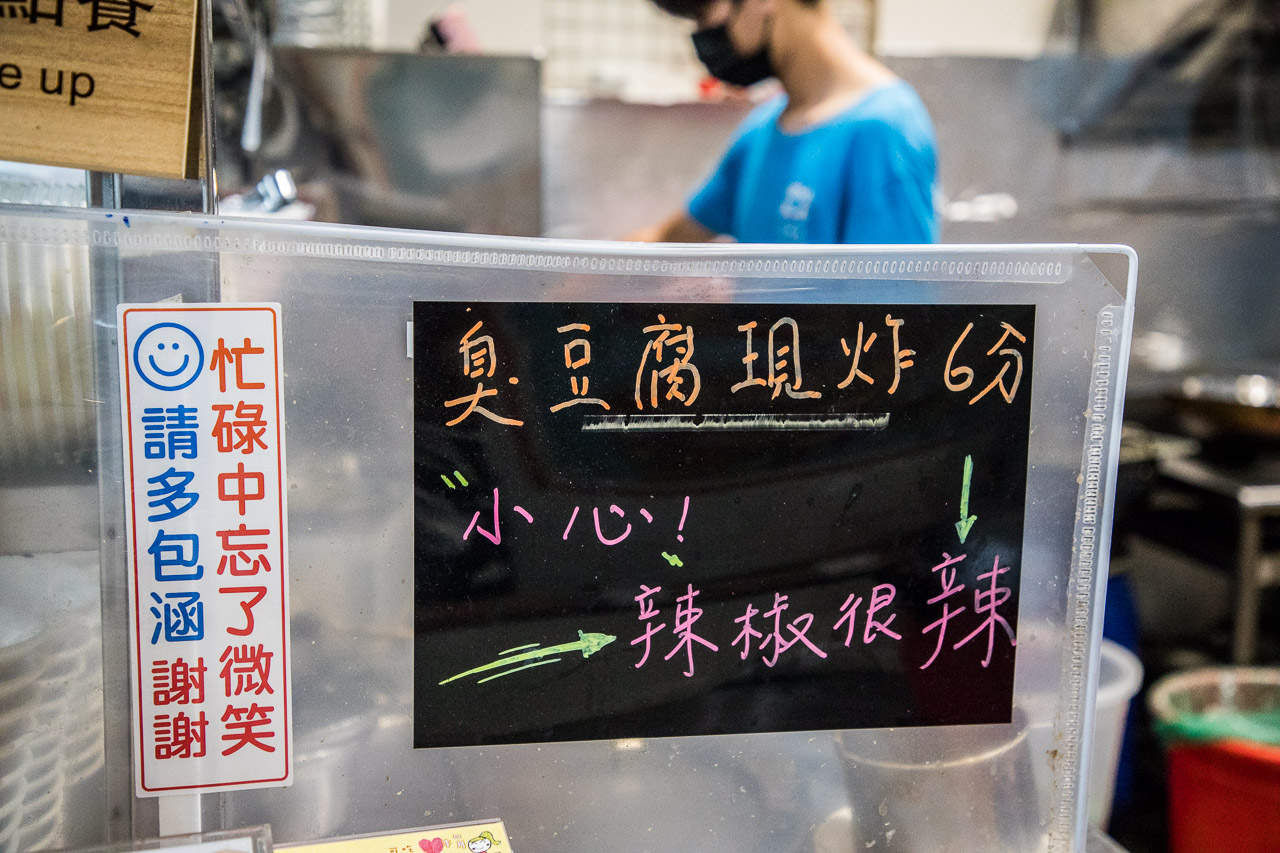 點餐
e up
忙碌中忘了微笑
請多包涵 謝謝
臭豆腐現炸6分
"小心!"
辣椒很辣